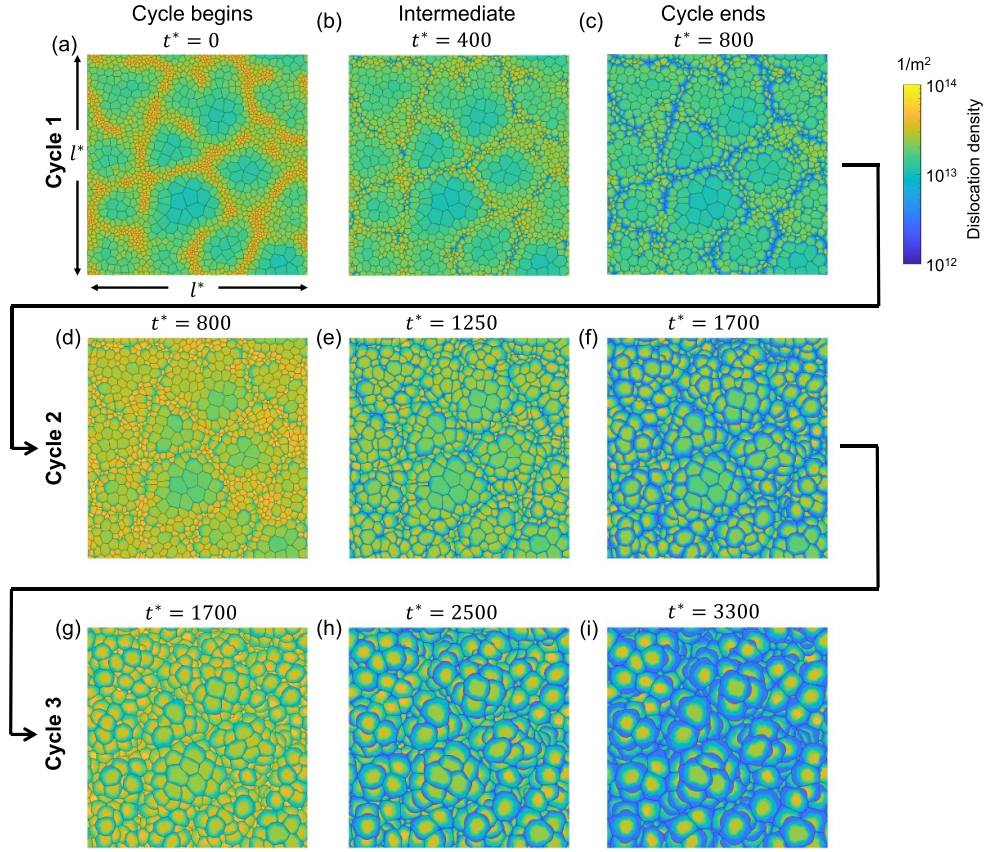 Cycle begins
Intermediate
Cycle ends
(a)
t* = 0
(b)
t* = 400
(c)
t* = 800
Cycle 1
l*
l*
1/m²
10¹⁴
10¹³
10¹²
Dislocation density
(d)
t* = 800
(e)
t* = 1250
(f)
t* = 1700
Cycle 2
(g)
t* = 1700
(h)
t* = 2500
(i)
t* = 3300
Cycle 3